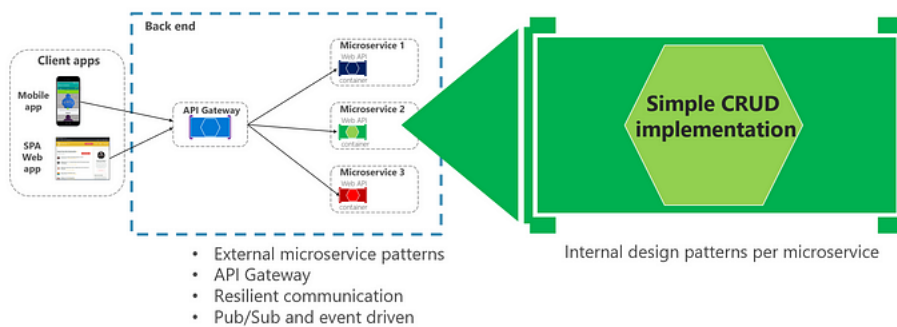 Back end
Client apps
Mobile
app
SPA
Web
app
API Gateway
Microservice 1
Web API
container
Microservice 2
Web API
container
Microservice 3
Web API
container
Simple CRUD
implementation
Internal design patterns per microservice
• External microservice patterns
• API Gateway
• Resilient communication
• Pub/Sub and event driven